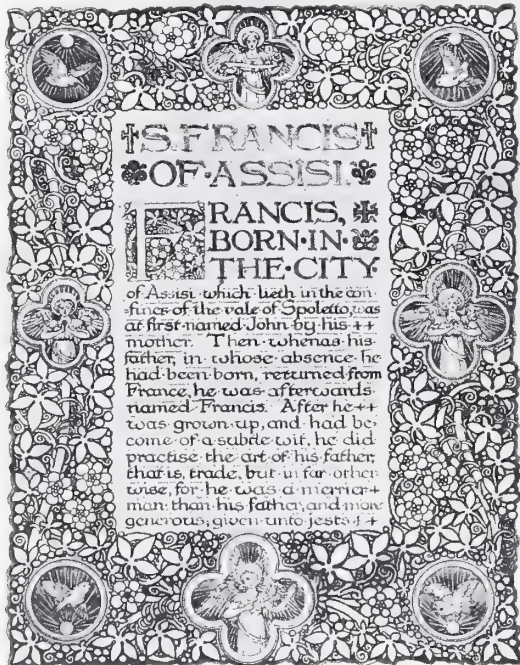 S. FRANCIS
OF·ASSISI.
FRANCIS,
BORN·IN·
THE·CITY·
of Assisi which lieth in the con-
fines of the vale of Spoletto, was
at first named John by his ++
mother. Then whenas his
father, in whose absence he
had been born, returned from
France, he was afterwards
named Francis. After he ++
was grown up, and had be
come of a subtle wit, he did
practise the art of his father,
that is, trade, but in far other
wise, for he was a merrier +
man than his father, and more
generous, given unto jests ++